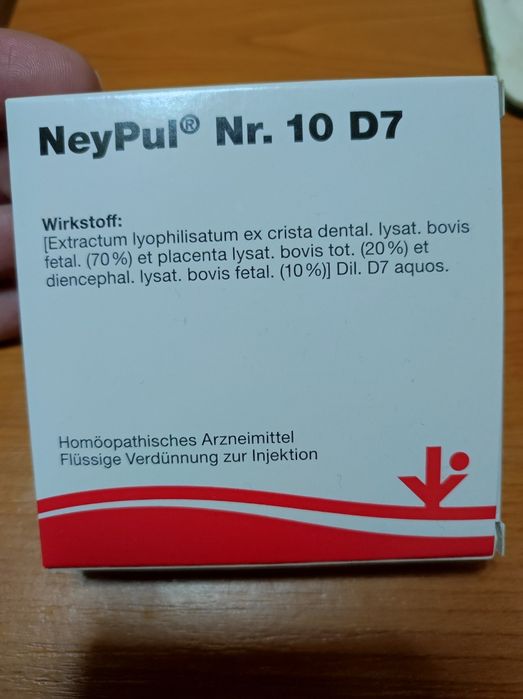 NeyPul® Nr. 10 D7
Wirkstoff:
[Extractum lyophilisatum ex crista dental. lysat. bovis
fetal. (70%) et placenta lysat. bovis tot. (20%) et
diencephal. lysat. bovis fetal. (10%)] Dil. D7 aquos.
Homöopathisches Arzneimittel
Flüssige Verdünnung zur Injektion